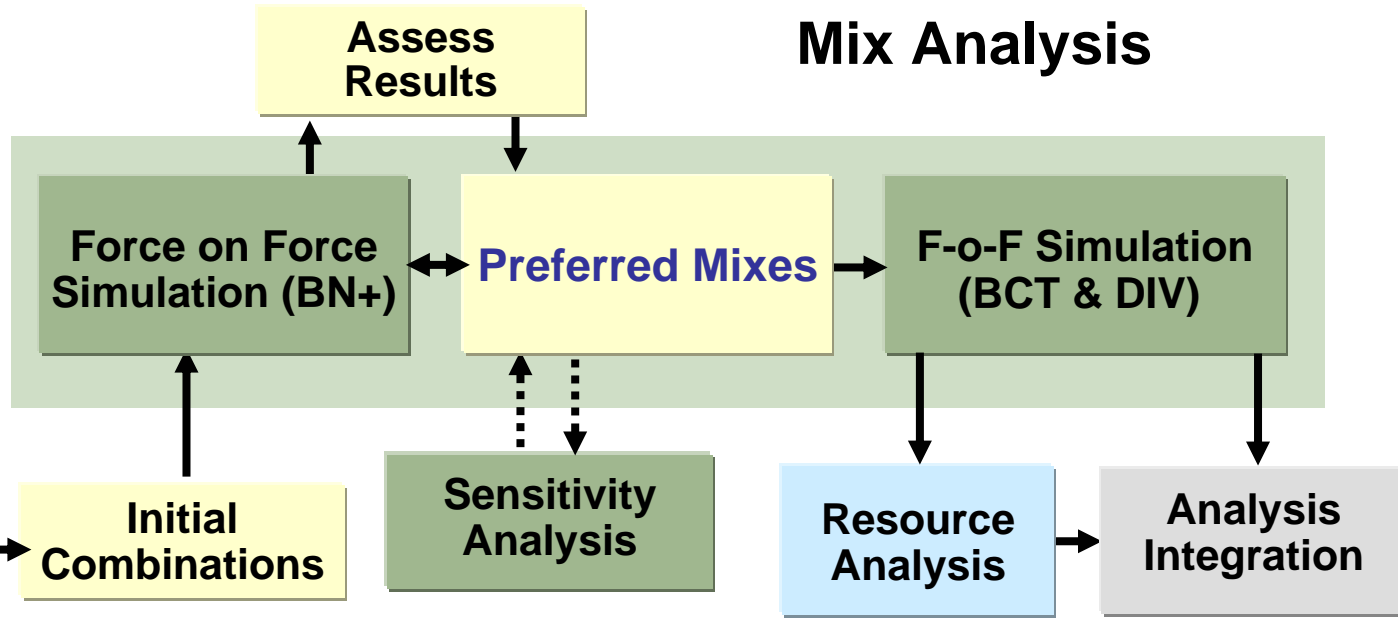 Mix Analysis
Assess
Results
Force on Force
Simulation (BN+)
Preferred Mixes
F-o-F Simulation
(BCT & DIV)
Initial
Combinations
Sensitivity
Analysis
Resource
Analysis
Analysis
Integration